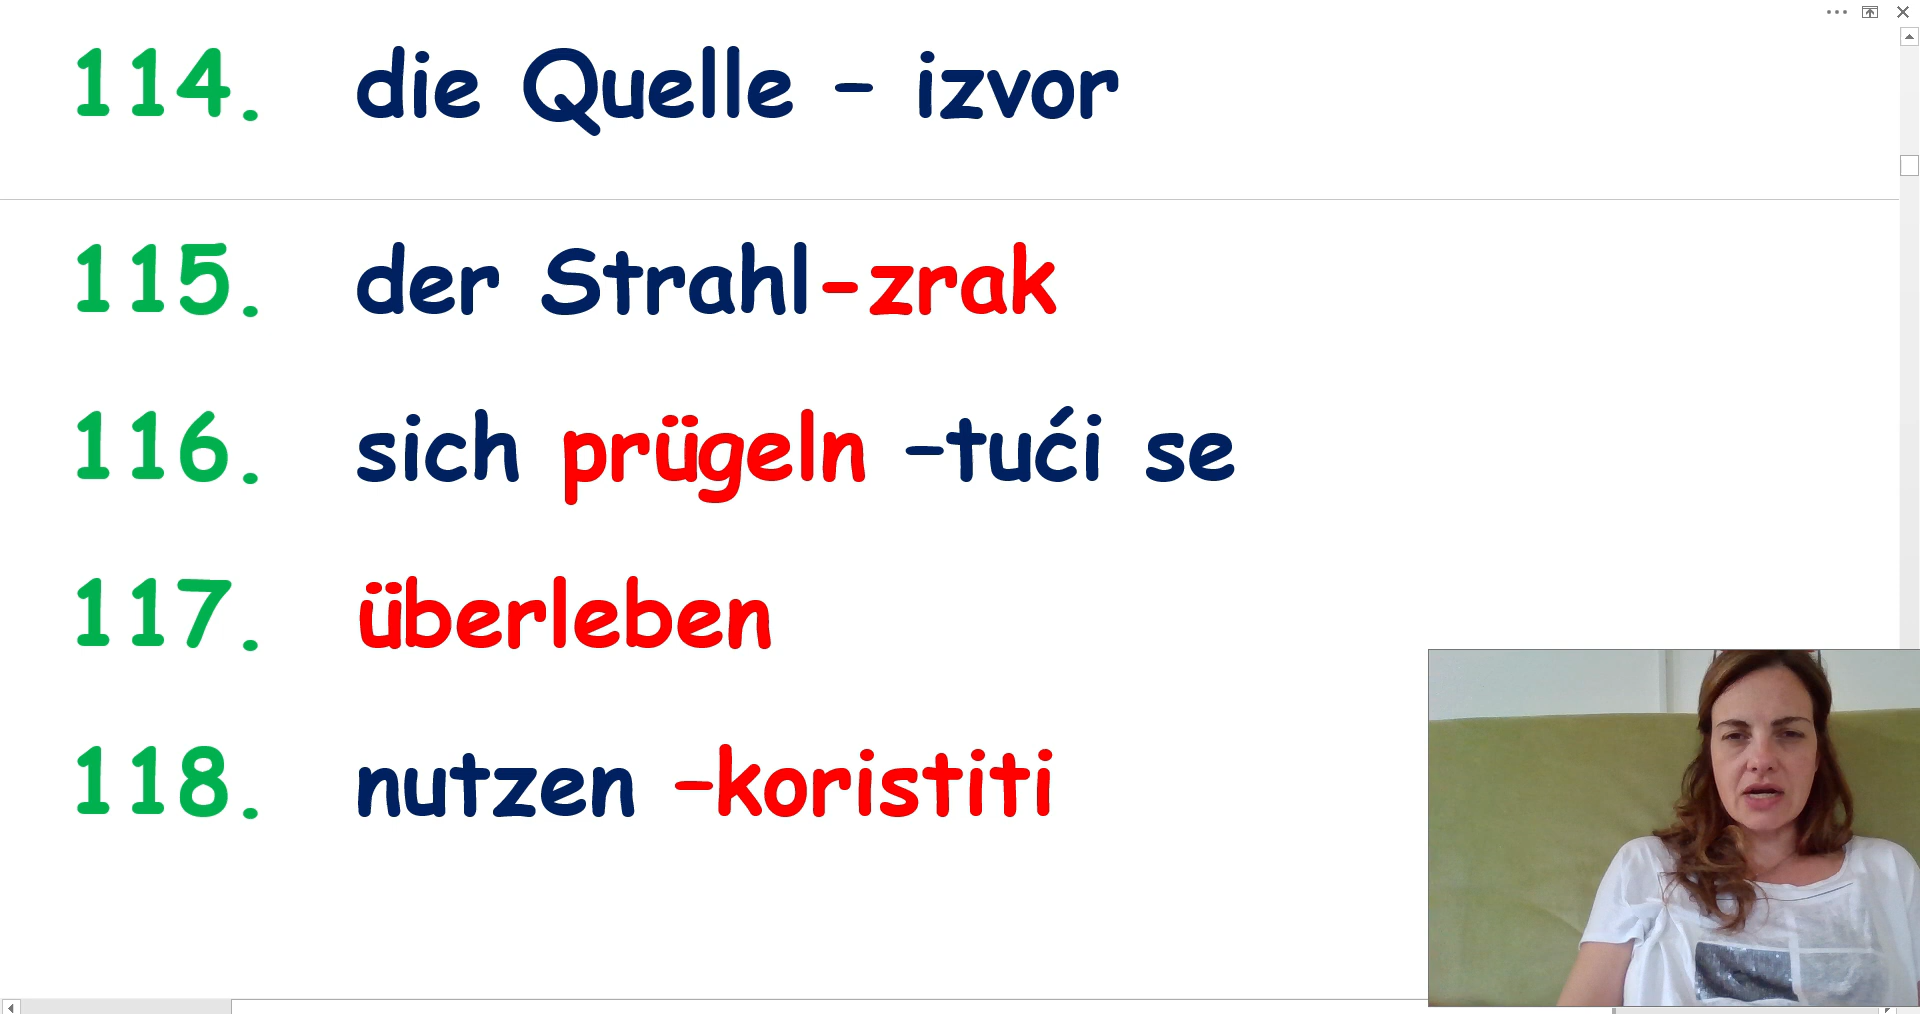 114. die Quelle – izvor
115. der Strahl-zrak
116. sich prügeln –tući se
117. überleben
118. nutzen –koristiti